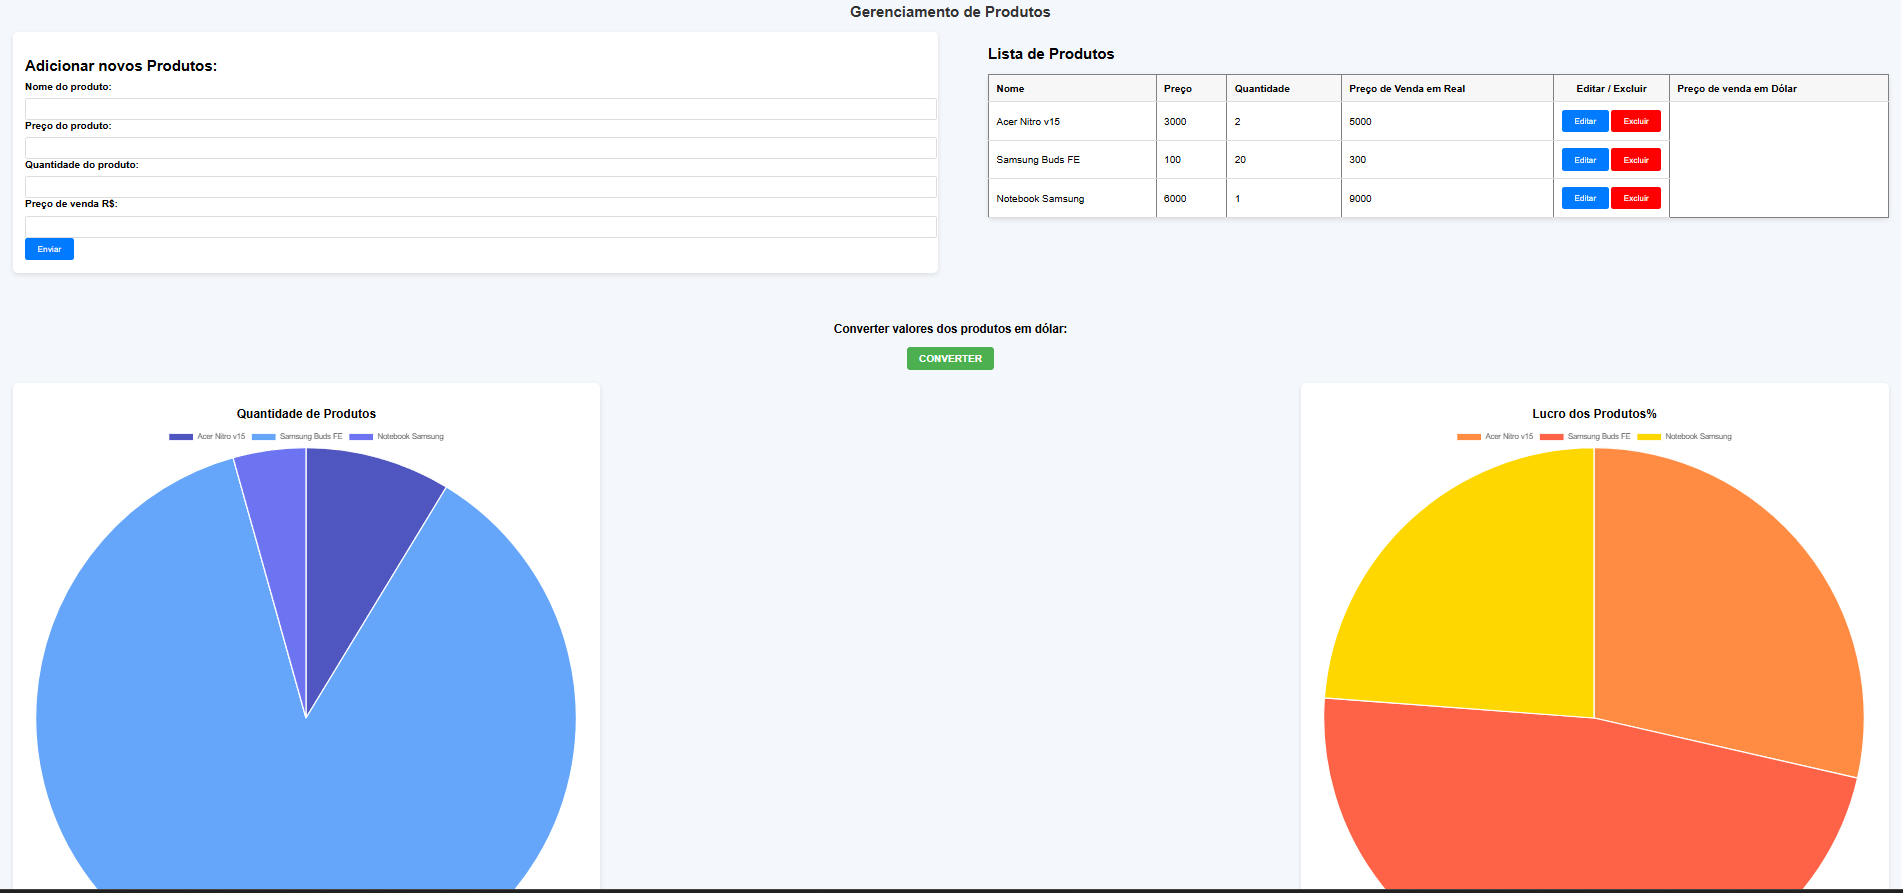 Gerenciamento de Produtos
Adicionar novos Produtos:
Nome do produto:
Preço do produto:
Quantidade do produto:
Preço de venda R$:
Enviar
Lista de Produtos
Nome Preço Quantidade Preço de Venda em Real Editar / Excluir Preço de venda em Dólar
Acer Nitro v15 3000 2 5000 Editar Excluir
Samsung Buds FE 100 20 300 Editar Excluir
Notebook Samsung 6000 1 9000 Editar Excluir
Converter valores dos produtos em dólar:
CONVERTER
Quantidade de Produtos
Acer Nitro v15 Samsung Buds FE Notebook Samsung
Lucro dos Produtos%
Acer Nitro v15 Samsung Buds FE Notebook Samsung